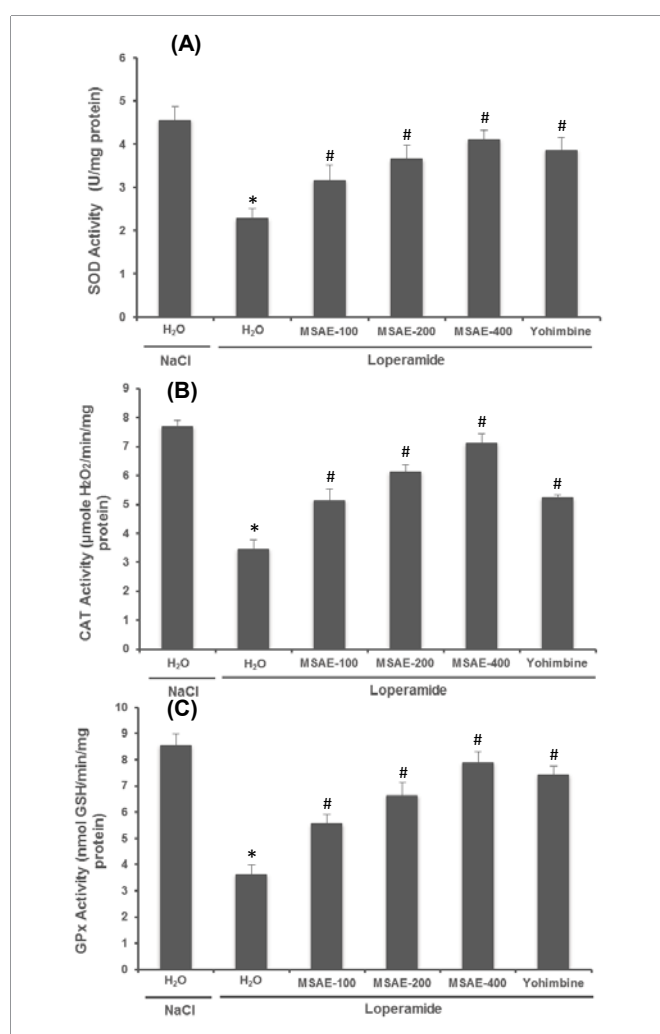 (A)
SOD Activity (U/mg protein)
6
5
4
3
2
1
0
*
#
#
#
#
H₂O
H₂O
MSAE-100
MSAE-200
MSAE-400
Yohimbine
NaCl
Loperamide
(B)
CAT Activity (µmole H₂O₂/min/mg
protein)
9
8
7
6
5
4
3
2
1
0
*
#
#
#
#
H₂O
H₂O
MSAE-100
MSAE-200
MSAE-400
Yohimbine
NaCl
Loperamide
(C)
GPx Activity (nmol GSH/min/mg
protein)
10
9
8
7
6
5
4
3
2
1
0
*
#
#
#
#
H₂O
H₂O
MSAE-100
MSAE-200
MSAE-400
Yohimbine
NaCl
Loperamide